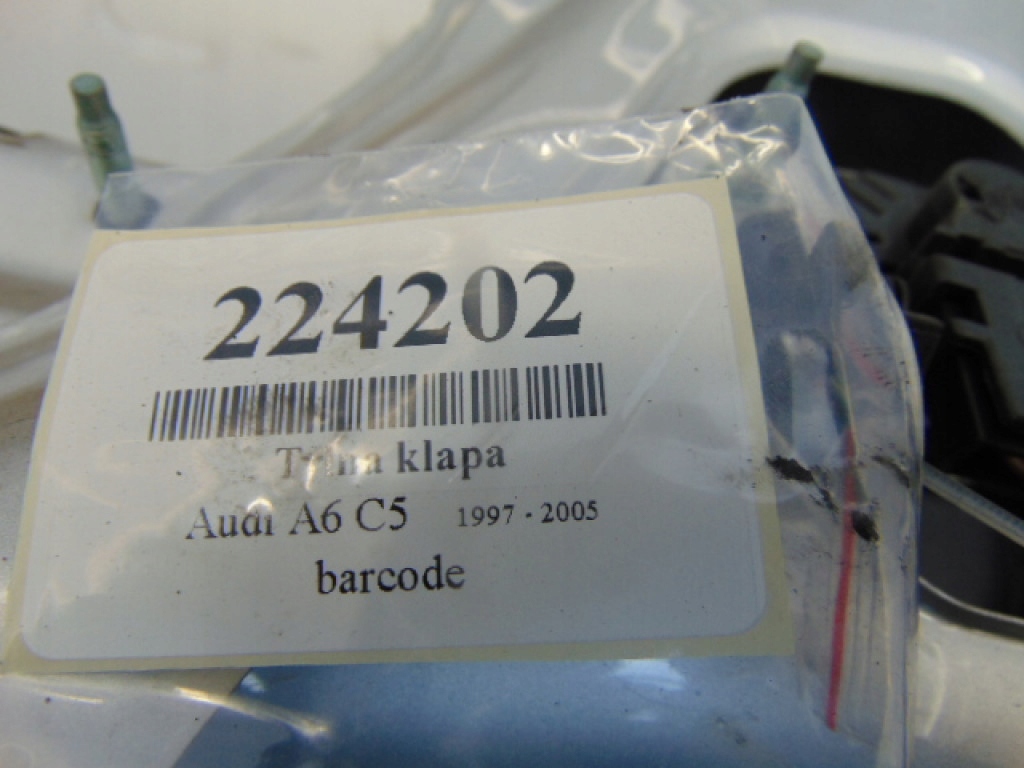 224202
klapa
Audi A6 C5 1997 - 2005
barcode